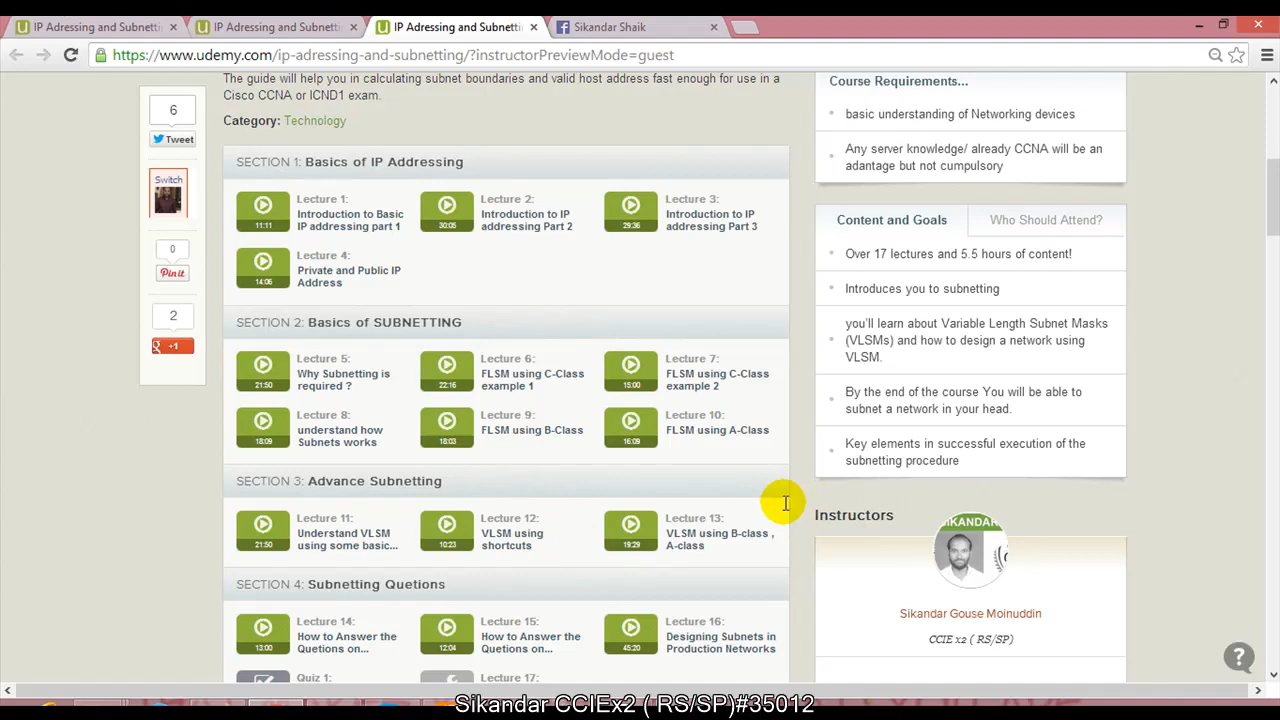 IP Adressing and Subnetti
IP Adressing and Subnetti
IP Adressing and Subnetti
Sikandar Shaik
https://www.udemy.com/ip-adressing-and-subnetting/?instructorPreviewMode=guest
The guide will help you in calculating subnet boundaries and valid host address fast enough for use in a
Cisco CCNA or ICND1 exam.
Category: Technology
6
Tweet
Switch
0
Pin it
2
+1
SECTION 1: Basics of IP Addressing
11:11
Lecture 1:
Introduction to Basic
IP addressing part 1
30:05
Lecture 2:
Introduction to IP
addressing Part 2
29:36
Lecture 3:
Introduction to IP
addressing Part 3
14:06
Lecture 4:
Private and Public IP
Address
SECTION 2: Basics of SUBNETTING
21:50
Lecture 5:
Why Subnetting is
required ?
22:16
Lecture 6:
FLSM using C-Class
example 1
15:00
Lecture 7:
FLSM using C-Class
example 2
18:09
Lecture 8:
understand how
Subnets works
18:03
Lecture 9:
FLSM using B-Class
16:09
Lecture 10:
FLSM using A-Class
SECTION 3: Advance Subnetting
21:50
Lecture 11:
Understand VLSM
using some basic...
10:23
Lecture 12:
VLSM using
shortcuts
19:29
Lecture 13:
VLSM using B-class ,
A-class
SECTION 4: Subnetting Quetions
13:00
Lecture 14:
How to Answer the
Quetions on...
12:04
Lecture 15:
How to Answer the
Quetions on...
45:20
Lecture 16:
Designing Subnets in
Production Networks
Quiz 1:
Lecture 17:
Course Requirements...
basic understanding of Networking devices
Any server knowledge/ already CCNA will be an
adantage but not cumpulsory
Content and Goals
Who Should Attend?
Over 17 lectures and 5.5 hours of content!
Introduces you to subnetting
you'll learn about Variable Length Subnet Masks
(VLSMs) and how to design a network using
VLSM.
By the end of the course You will be able to
subnet a network in your head.
Key elements in successful execution of the
subnetting procedure
Instructors
SIKANDAR
Sikandar Gouse Moinuddin
CCIE x2 ( RS/SP)
Sikandar CCIEx2 ( RS/SP)#35012